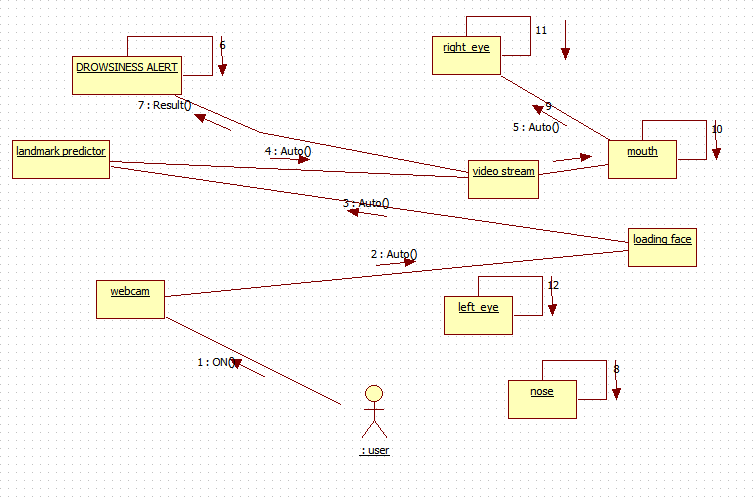 11
right_eye
6
DROWSINESS ALERT
7 : Result()
9
5 : Auto()
10
landmark predictor
4 : Auto()
mouth
video stream
3 : Auto()
loading face
2 : Auto()
webcam
12
left_eye
1 : ON()
8
nose
: user